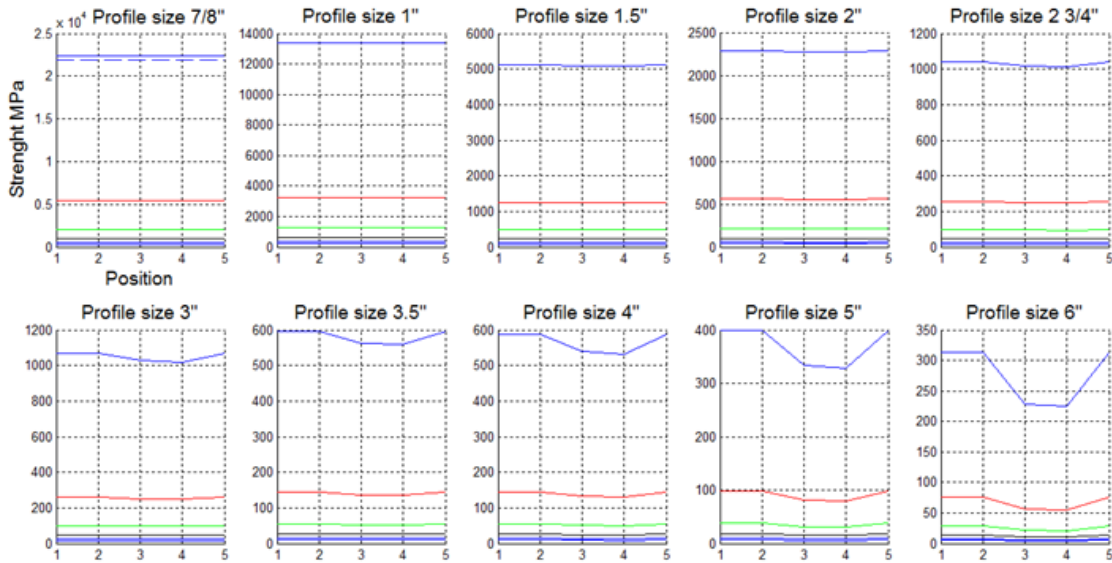 Profile size 7/8"
x 10⁴
2.5
2
1.5
1
0.5
0
Strenght MPa
1 2 3 4 5
Position
Profile size 1"
14000
12000
10000
8000
6000
4000
2000
0
1 2 3 4 5
Profile size 1.5"
6000
5000
4000
3000
2000
1000
0
1 2 3 4 5
Profile size 2"
2500
2000
1500
1000
500
0
1 2 3 4 5
Profile size 2 3/4"
1200
1000
800
600
400
200
0
1 2 3 4 5
Profile size 3"
1200
1000
800
600
400
200
0
1 2 3 4 5
Profile size 3.5"
600
500
400
300
200
100
0
1 2 3 4 5
Profile size 4"
600
500
400
300
200
100
0
1 2 3 4 5
Profile size 5"
400
300
200
100
0
1 2 3 4 5
Profile size 6"
350
300
250
200
150
100
50
0
1 2 3 4 5